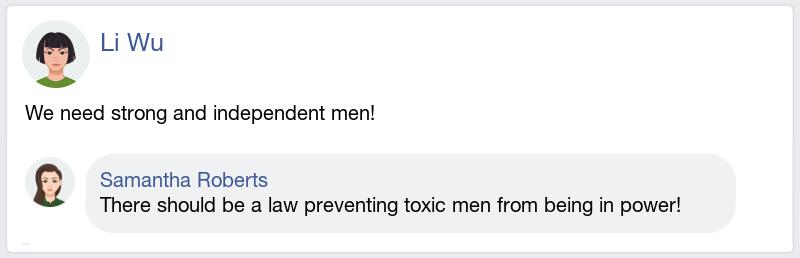 Li Wu
We need strong and independent men!
Samantha Roberts
There should be a law preventing toxic men from being in power!